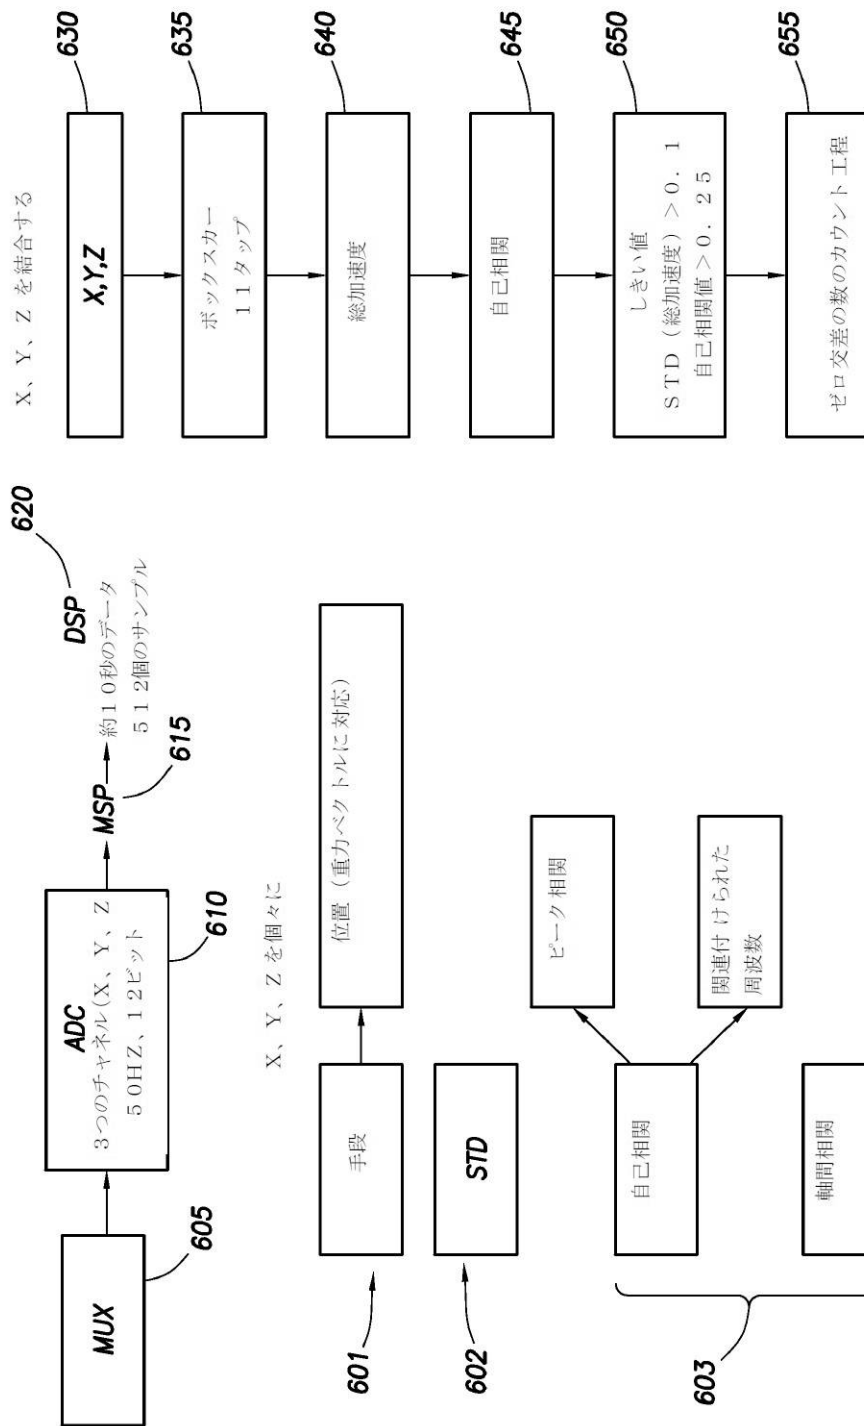 MUX
605
ADC
3つのチャネル(X、Y、Z
50HZ、12ビット
610
MSP
615
DSP
620
約10秒のデータ
512個のサンプル
X、Y、Zを個々に
手段
601
位置（重力ベクトルに対応）
STD
602
自己相関
ピーク相関
関連付けられた
周波数
軸間相関
603
X、Y、Zを結合する
X,Y,Z
630
ボックスカー
11タップ
635
総加速度
640
自己相関
645
しきい値
STD（総加速度）>0.1
自己相関値>0.25
650
ゼロ交差の数のカウント工程
655